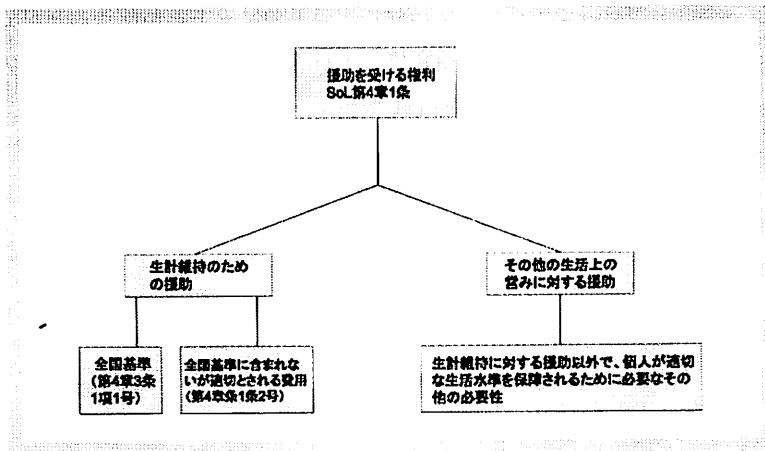 援助を受ける権利
SoL第4章1条
生計維持のため
の援助
その他の生活上の
営みに対する援助
全国基準
(第4章3条
1項1号)
全国基準に含まれな
いが適切とされる費用
(第4章条1条2号)
生計維持に対する援助以外で、個人が適切
な生活水準を保障されるために必要なその
他の必要性